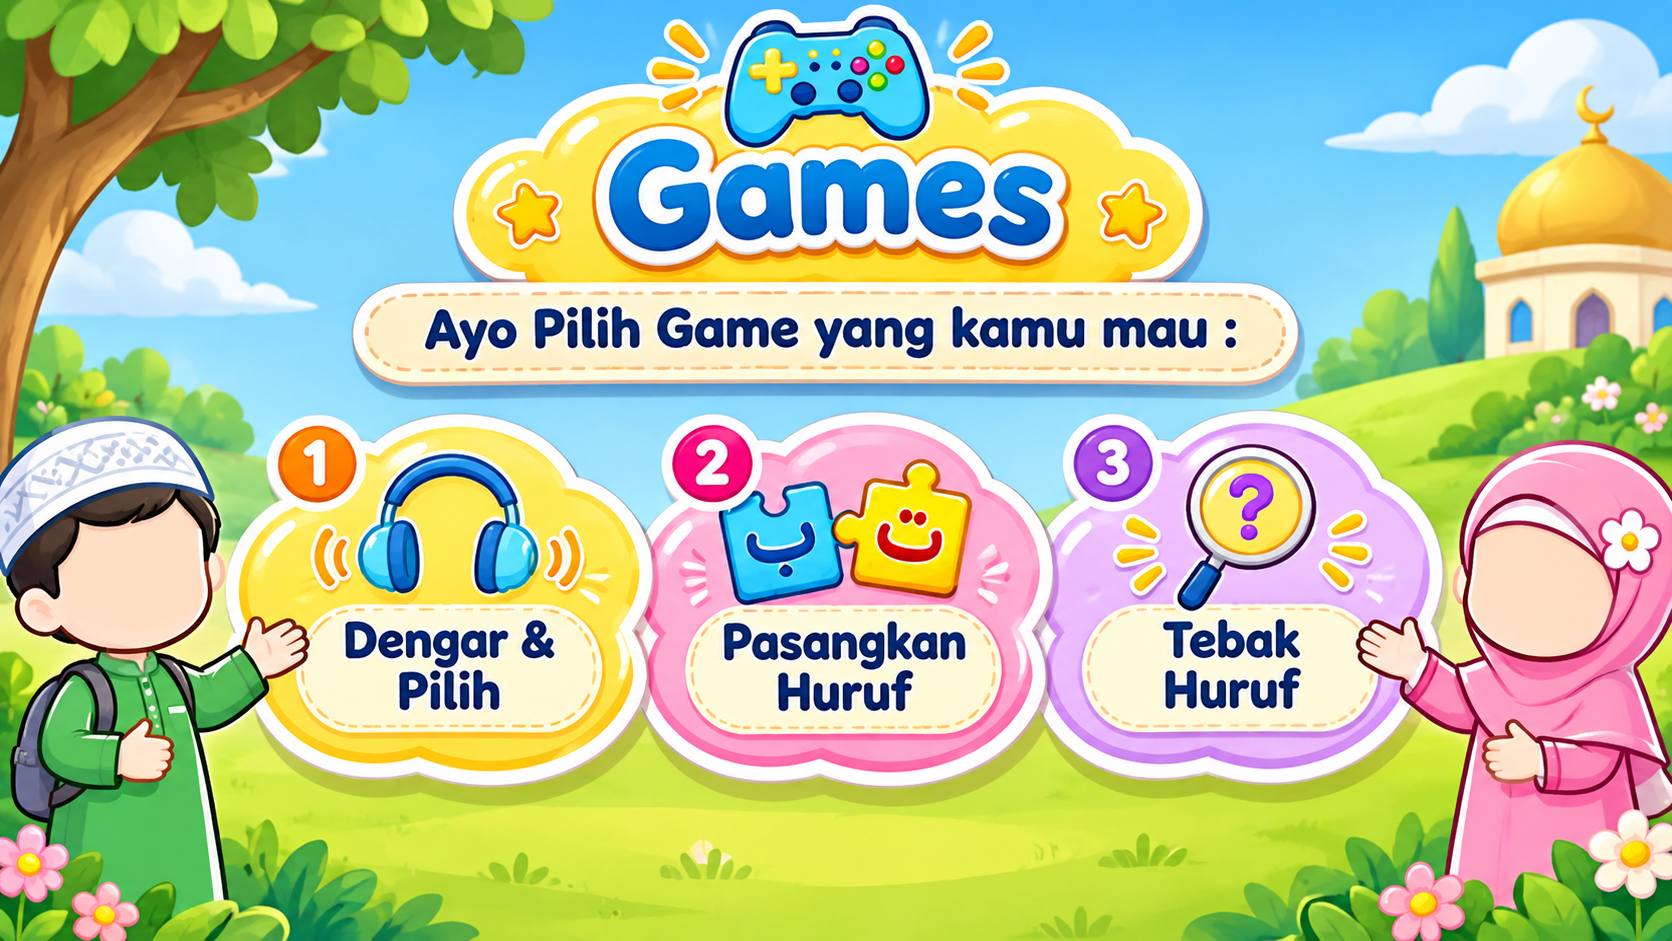 Games
Ayo Pilih Game yang kamu mau :
1
Dengar &
Pilih
2
ب
ت
Pasangkan
Huruf
3
?
Tebak
Huruf